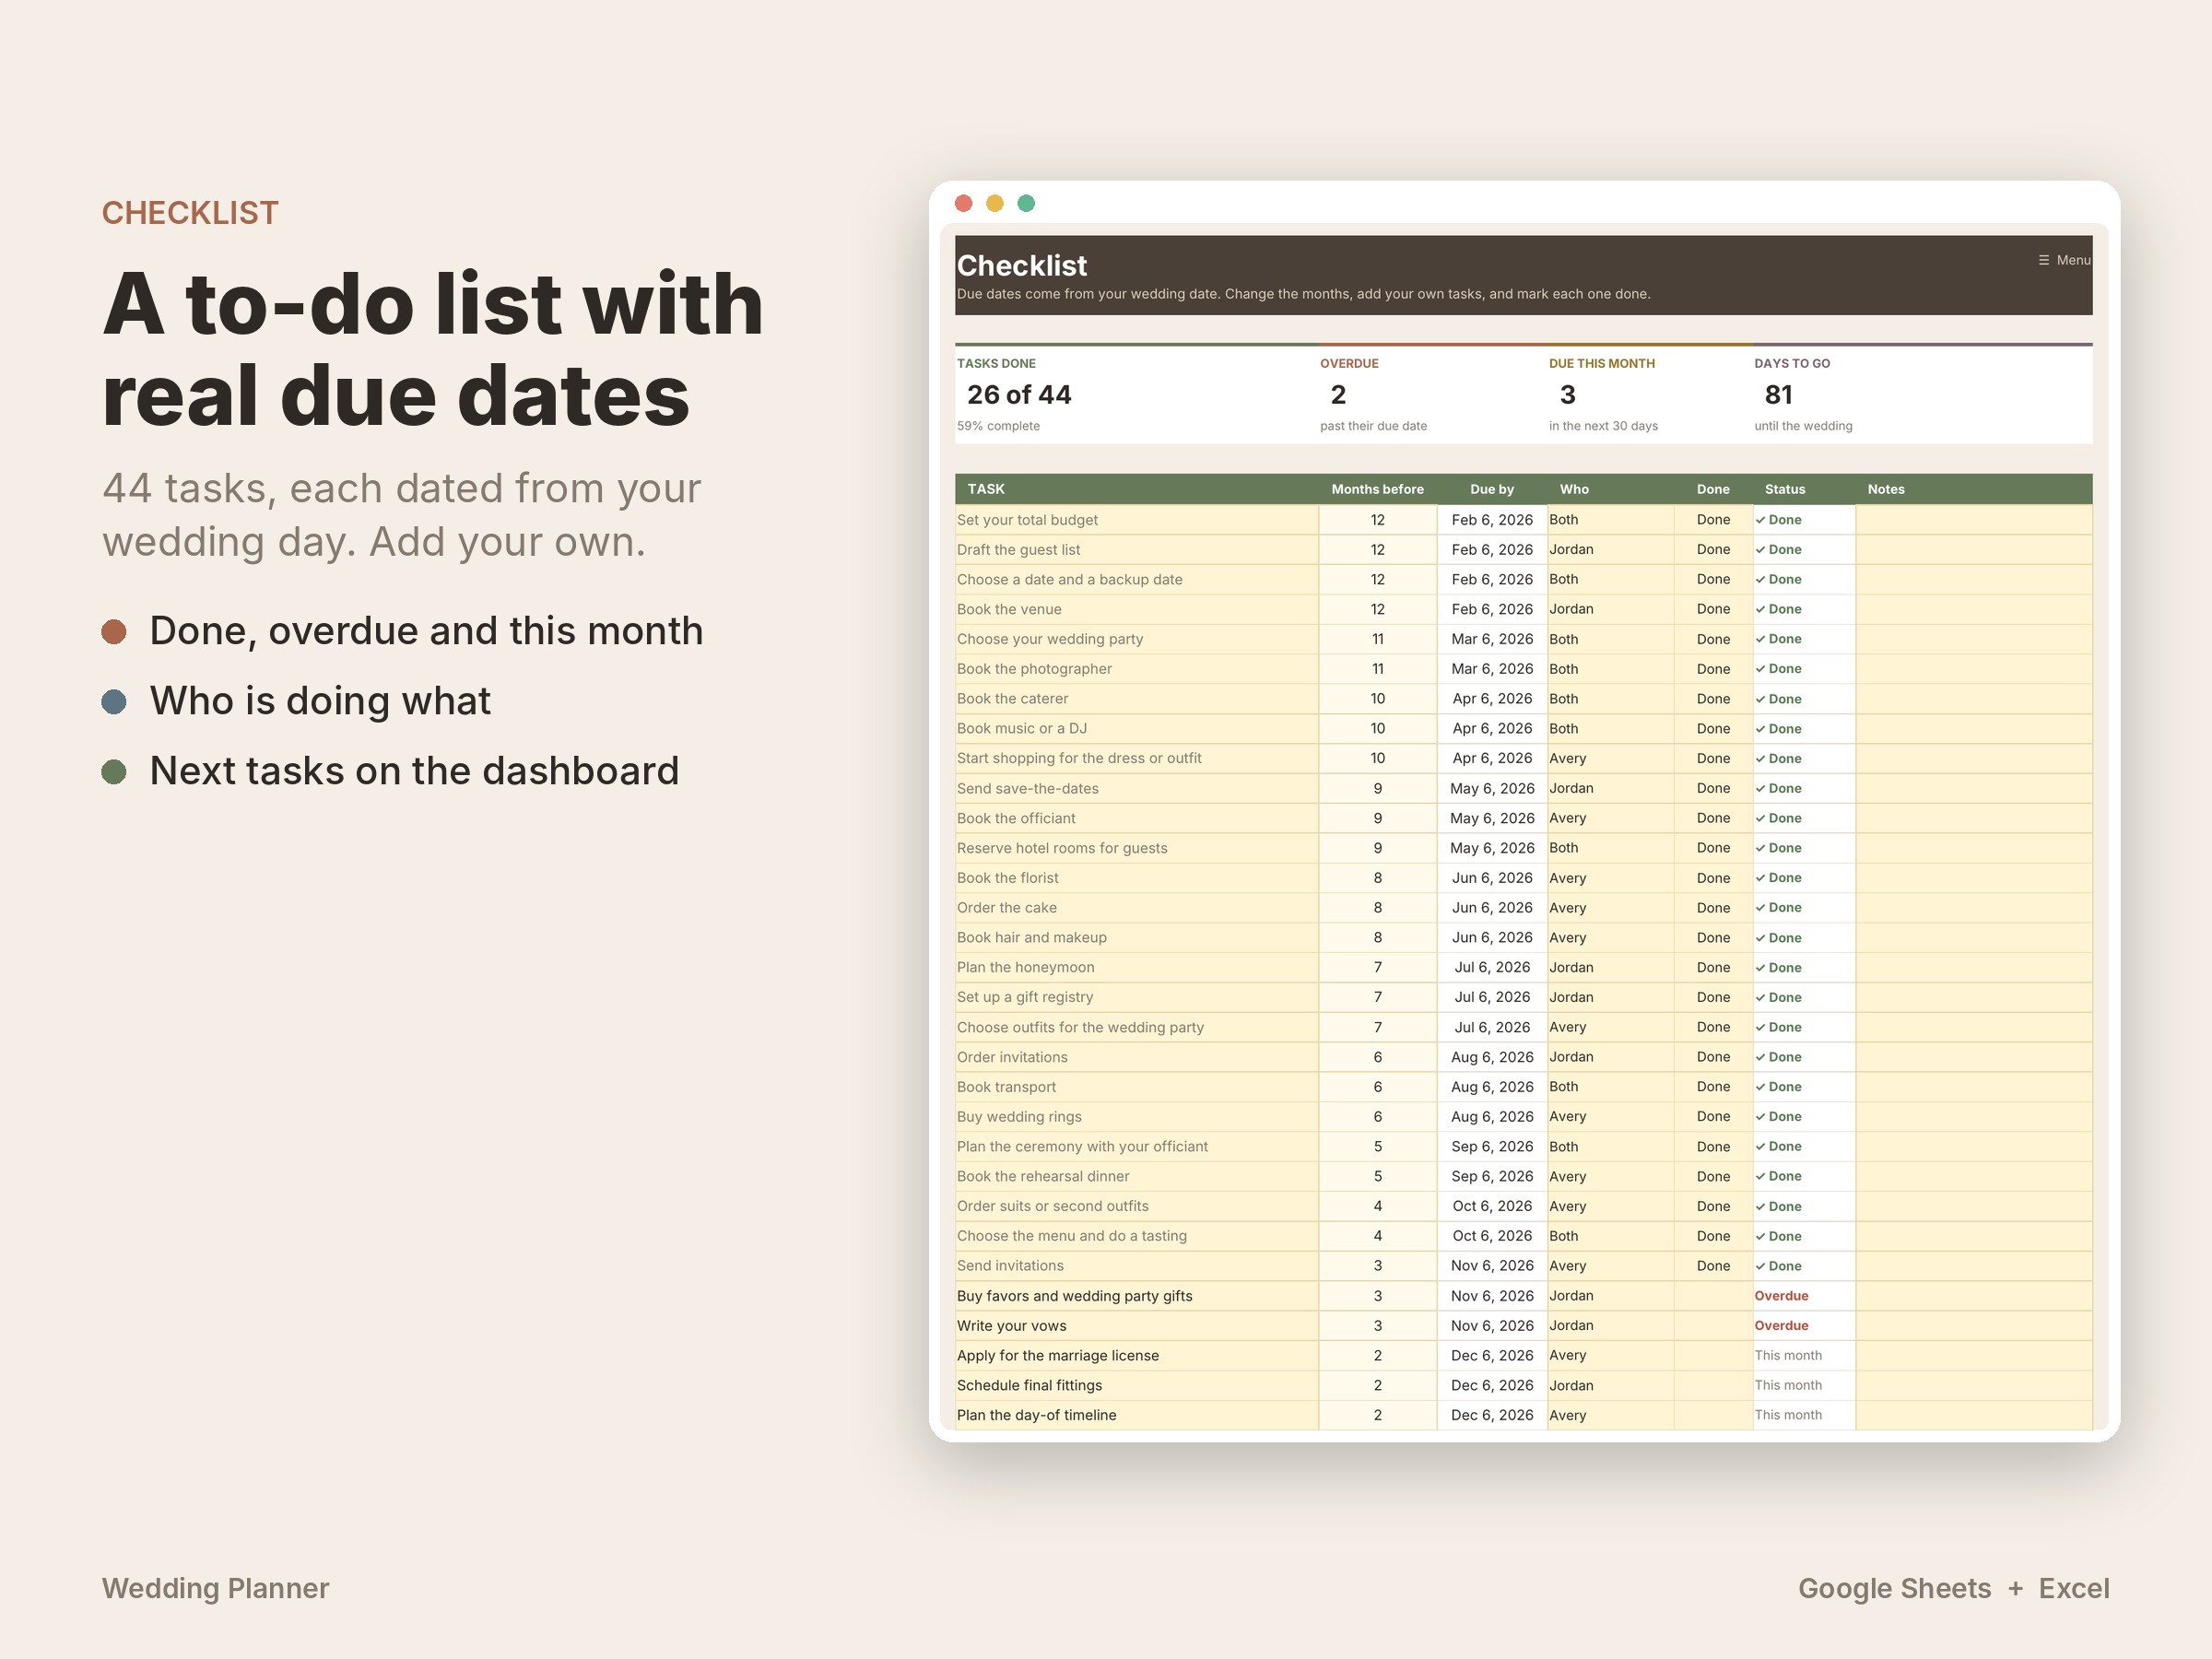 CHECKLIST
A to-do list with
real due dates
44 tasks, each dated from your
wedding day. Add your own.
Done, overdue and this month
Who is doing what
Next tasks on the dashboard
Checklist
☰ Menu
Due dates come from your wedding date. Change the months, add your own tasks, and mark each one done.
TASKS DONE OVERDUE DUE THIS MONTH DAYS TO GO
26 of 44 2 3 81
59% complete past their due date in the next 30 days until the wedding
TASK Months before Due by Who Done Status Notes
Set your total budget 12 Feb 6, 2026 Both Done ✓ Done
Draft the guest list 12 Feb 6, 2026 Jordan Done ✓ Done
Choose a date and a backup date 12 Feb 6, 2026 Both Done ✓ Done
Book the venue 12 Feb 6, 2026 Jordan Done ✓ Done
Choose your wedding party 11 Mar 6, 2026 Both Done ✓ Done
Book the photographer 11 Mar 6, 2026 Both Done ✓ Done
Book the caterer 10 Apr 6, 2026 Both Done ✓ Done
Book music or a DJ 10 Apr 6, 2026 Both Done ✓ Done
Start shopping for the dress or outfit 10 Apr 6, 2026 Avery Done ✓ Done
Send save-the-dates 9 May 6, 2026 Jordan Done ✓ Done
Book the officiant 9 May 6, 2026 Avery Done ✓ Done
Reserve hotel rooms for guests 9 May 6, 2026 Both Done ✓ Done
Book the florist 8 Jun 6, 2026 Avery Done ✓ Done
Order the cake 8 Jun 6, 2026 Avery Done ✓ Done
Book hair and makeup 8 Jun 6, 2026 Avery Done ✓ Done
Plan the honeymoon 7 Jul 6, 2026 Jordan Done ✓ Done
Set up a gift registry 7 Jul 6, 2026 Jordan Done ✓ Done
Choose outfits for the wedding party 7 Jul 6, 2026 Avery Done ✓ Done
Order invitations 6 Aug 6, 2026 Jordan Done ✓ Done
Book transport 6 Aug 6, 2026 Both Done ✓ Done
Buy wedding rings 6 Aug 6, 2026 Avery Done ✓ Done
Plan the ceremony with your officiant 5 Sep 6, 2026 Both Done ✓ Done
Book the rehearsal dinner 5 Sep 6, 2026 Avery Done ✓ Done
Order suits or second outfits 4 Oct 6, 2026 Avery Done ✓ Done
Choose the menu and do a tasting 4 Oct 6, 2026 Both Done ✓ Done
Send invitations 3 Nov 6, 2026 Avery Done ✓ Done
Buy favors and wedding party gifts 3 Nov 6, 2026 Jordan Overdue
Write your vows 3 Nov 6, 2026 Jordan Overdue
Apply for the marriage license 2 Dec 6, 2026 Avery This month
Schedule final fittings 2 Dec 6, 2026 Jordan This month
Plan the day-of timeline 2 Dec 6, 2026 Avery This month
Wedding Planner
Google Sheets + Excel